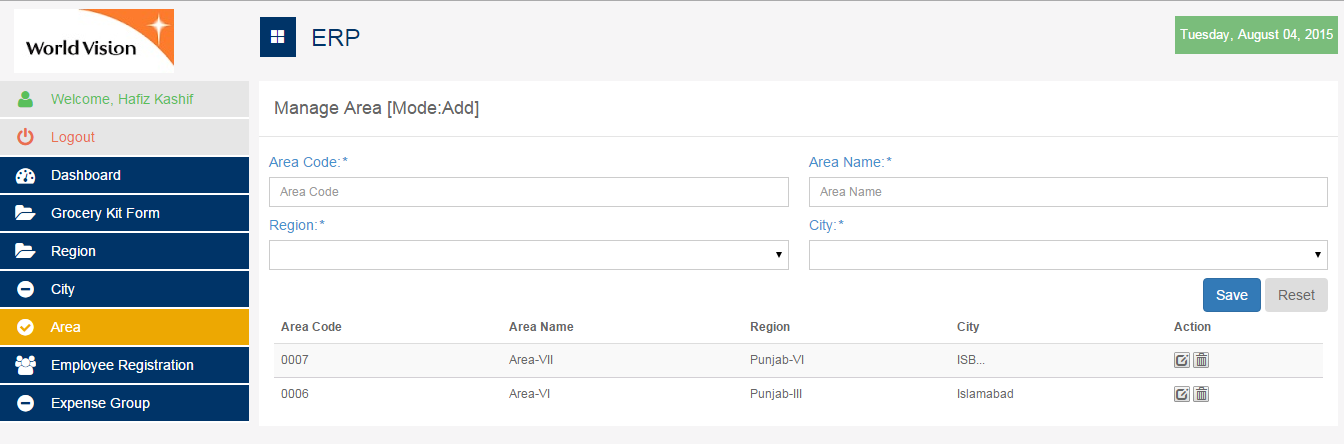 World Vision
ERP
Tuesday, August 04, 2015
Welcome, Hafiz Kashif
Logout
Dashboard
Grocery Kit Form
Region
City
Area
Employee Registration
Expense Group
Manage Area [Mode:Add]
Area Code:* Area Name:*
Area Code Area Name
Region:* City:*
Save Reset
Area Code Area Name Region City Action
0007 Area-VII Punjab-VI ISB...
0006 Area-VI Punjab-III Islamabad